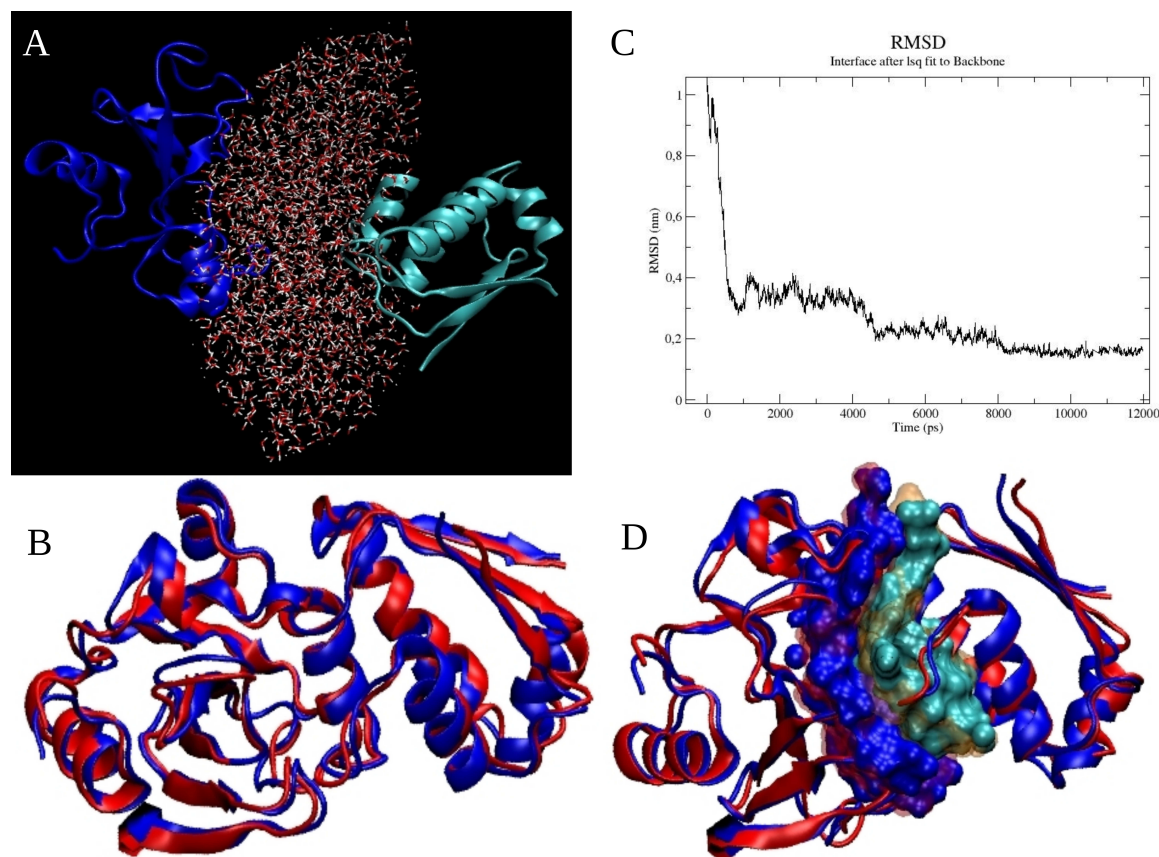 A
C
RMSD
Interface after lsq fit to Backbone
1
0,8
0,6
0,4
0,2
0
RMSD (nm)
0 2000 4000 6000 8000 10000 12000
Time (ps)
B
D